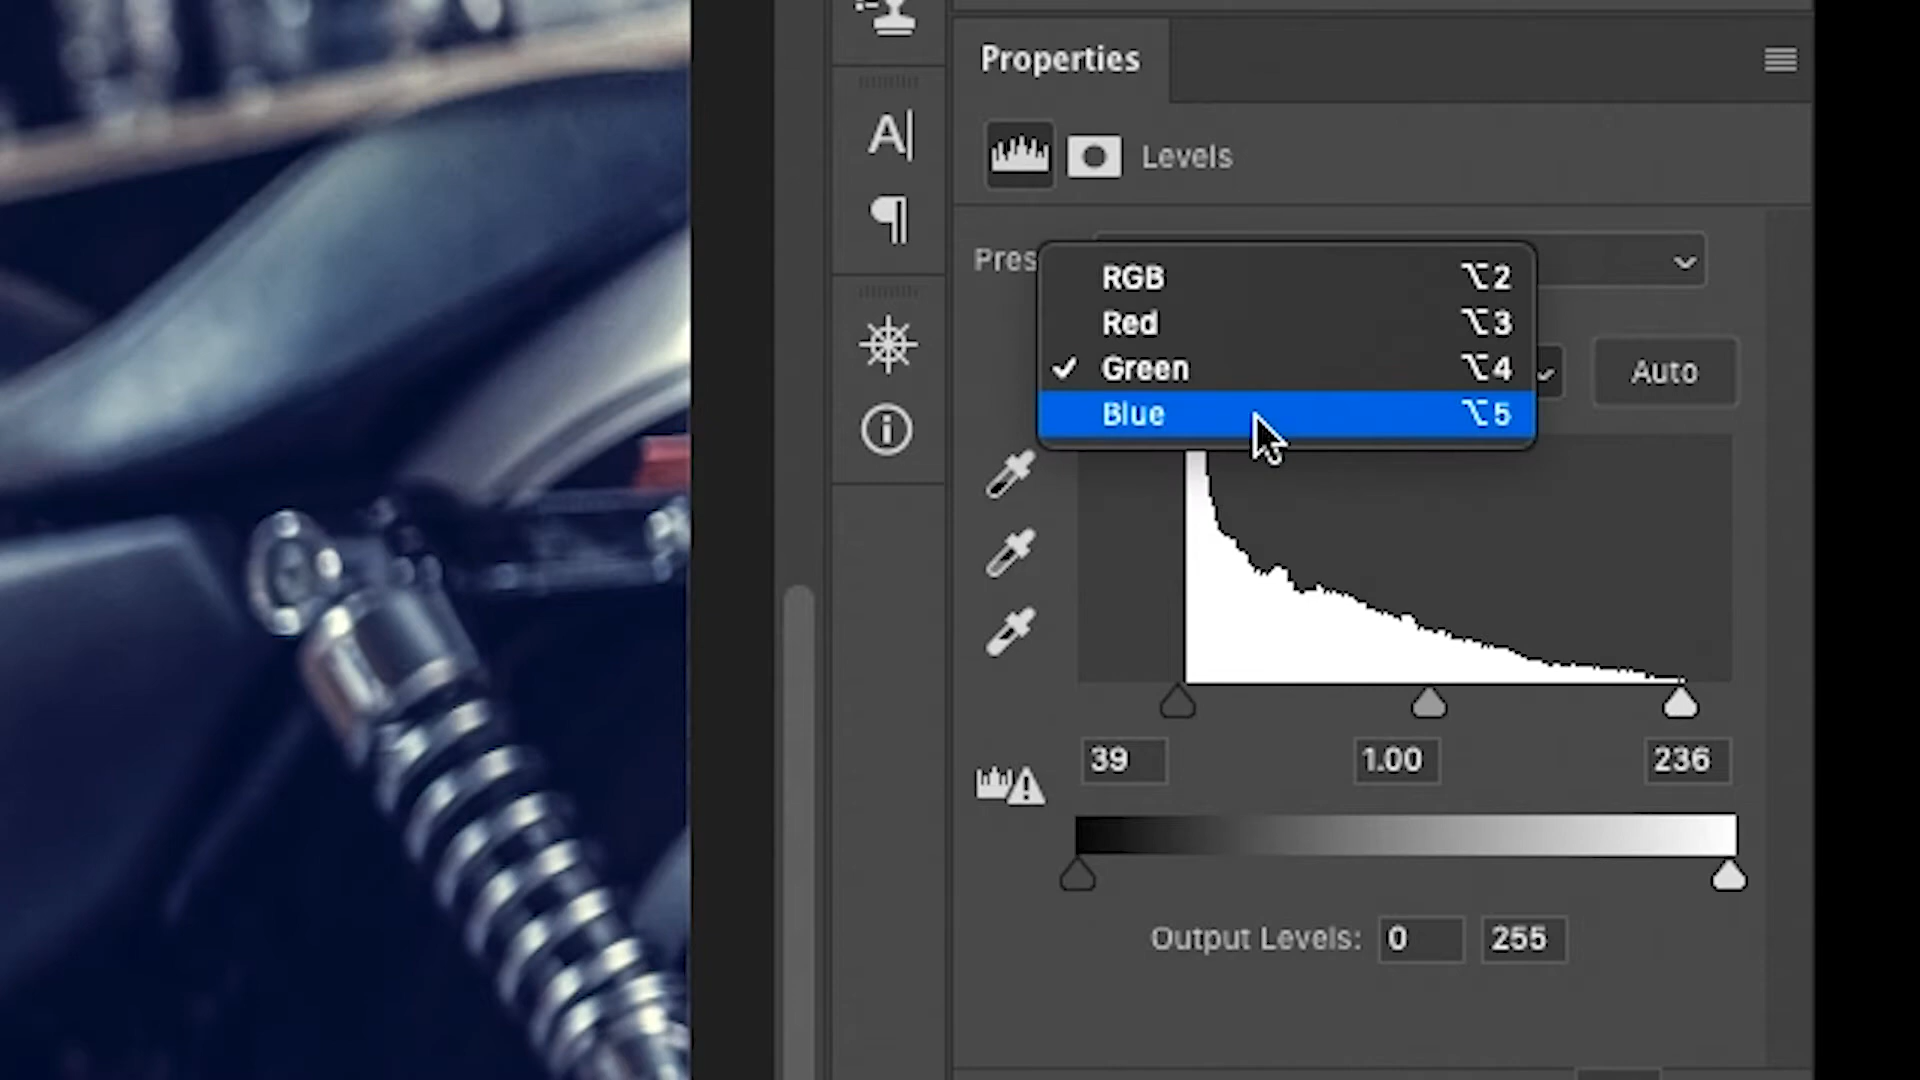 Properties
Levels
Pres
RGB ⌥2
Red ⌥3
✓ Green ⌥4
Blue ⌥5
Auto
39 1.00 236
Output Levels: 0 255